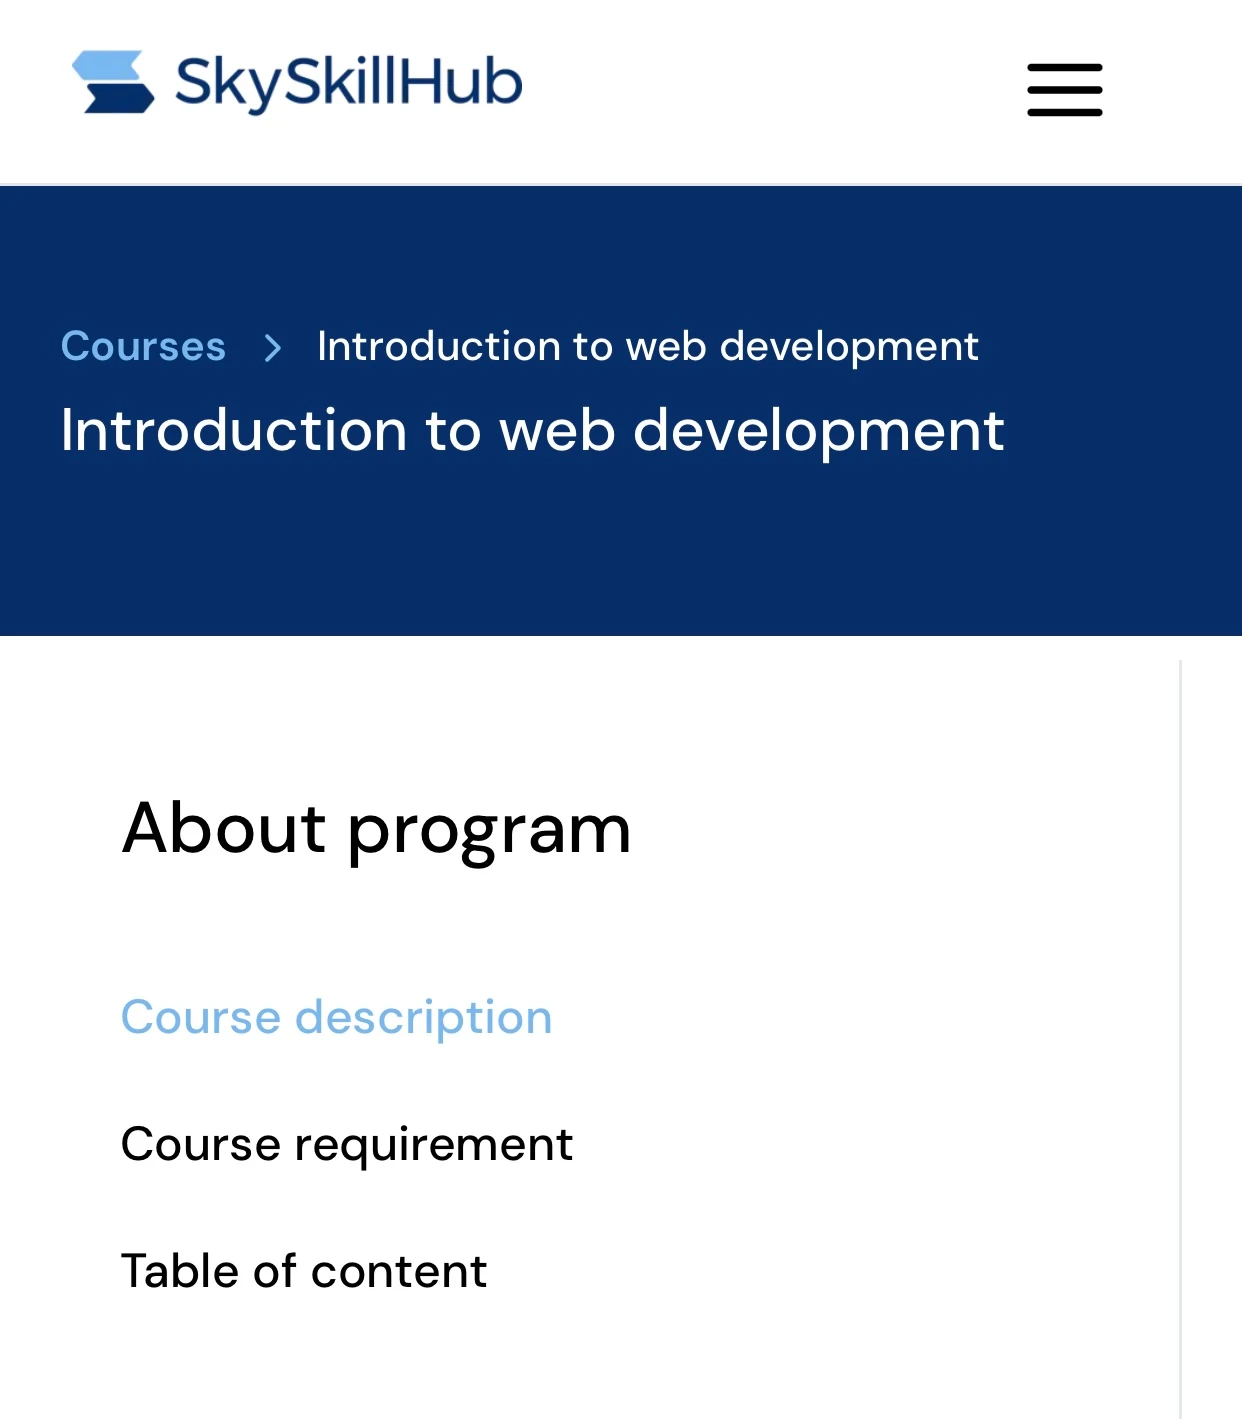 SkySkillHub
Courses > Introduction to web development
Introduction to web development
About program
Course description
Course requirement
Table of content